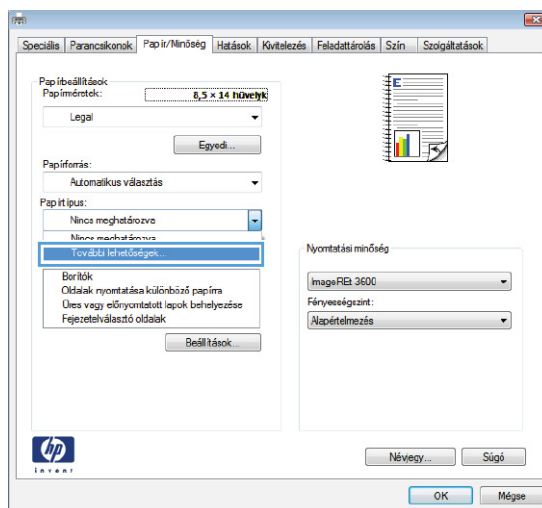 Speciális Parancsikonok Papír/Minőség Hatások Kivitelezés Feladattárolás Szín Szolgáltatások
Papírbeállítások
Papírméretek: 8,5 × 14 hüvelyk
Legal
Egyedi...
Papírforrás:
Automatikus választás
Papírtípus:
Nincs meghatározva
Nincs meghatározva
További lehetőségek...
Borítók
Oldalak nyomtatása különböző papírra
Üres vagy előnyomtatott lapok behelyezése
Fejezetelválasztó oldalak
Beállítások...
E
Nyomtatási minőség
ImageREt 3600
Fényességszint:
Alapértelmezés
hp
invent
Névjegy... Súgó
OK Mégse